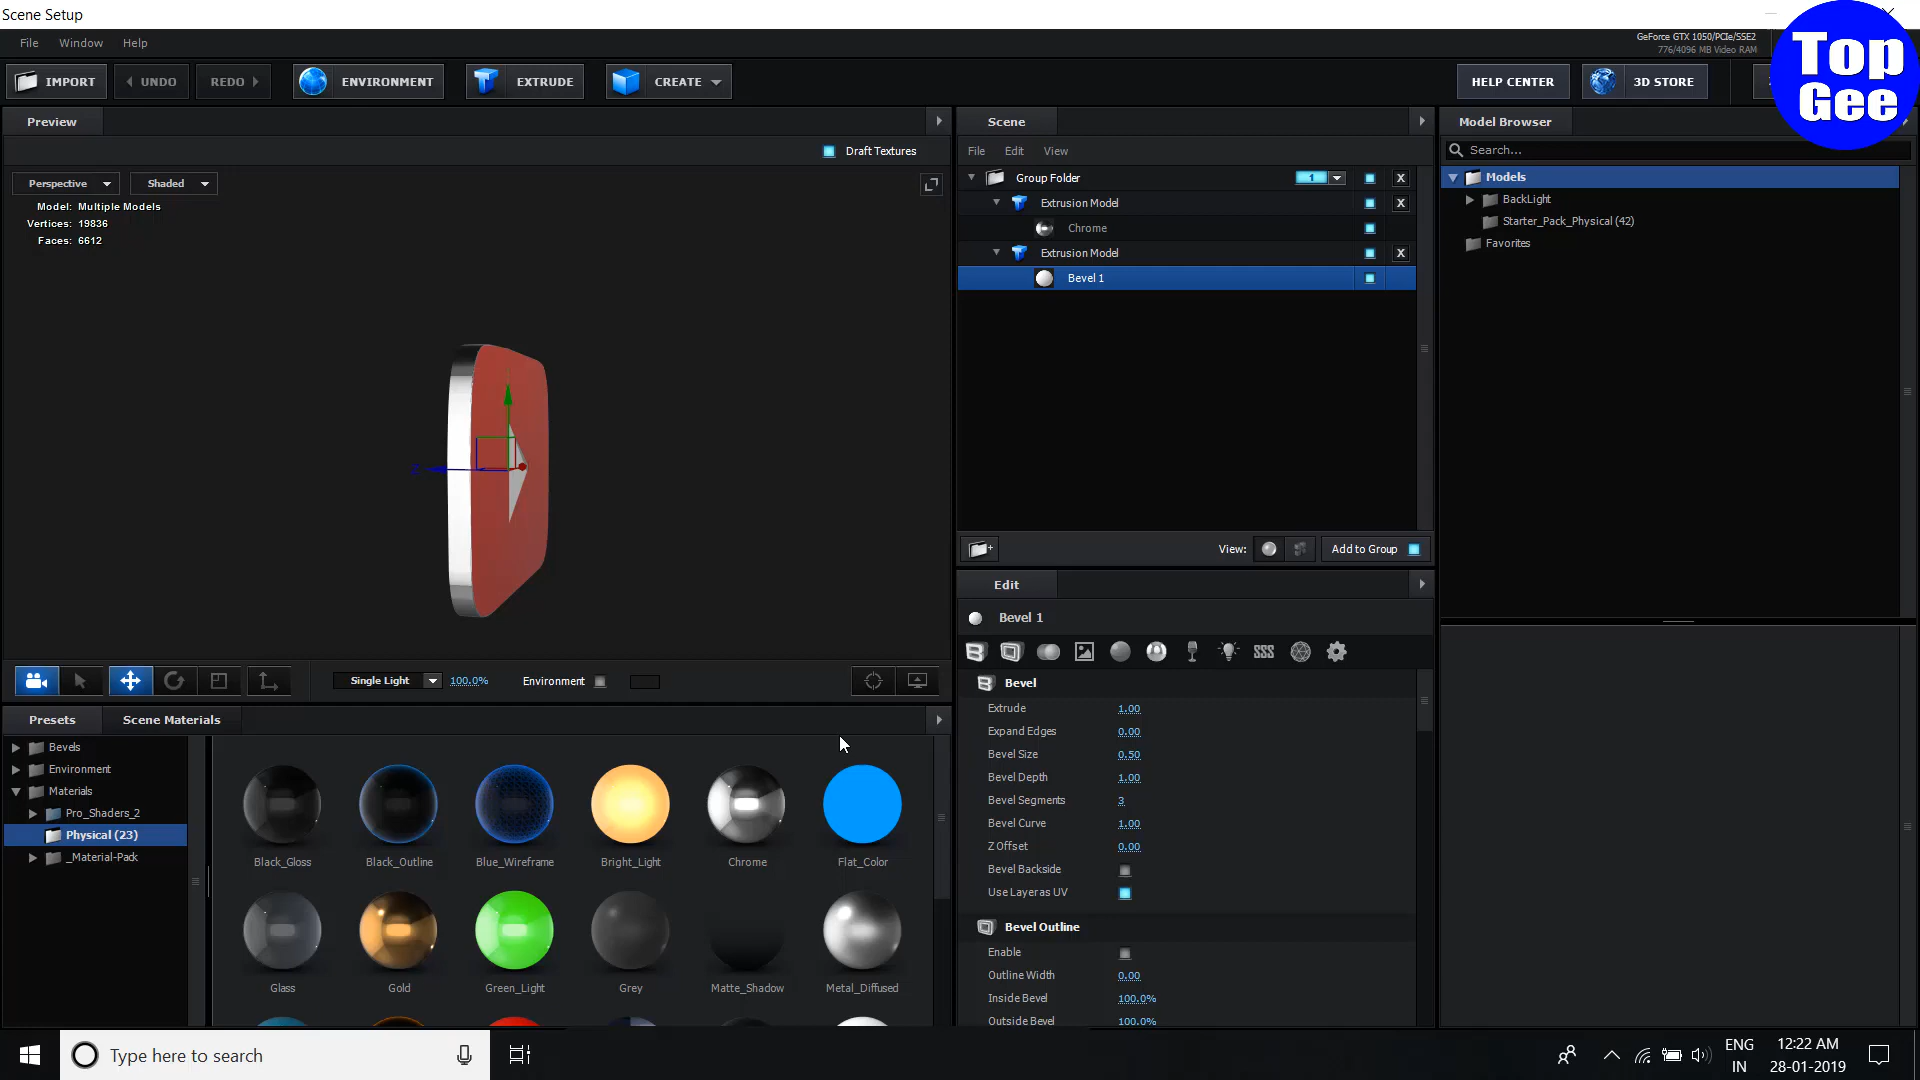 Scene Setup
File Window Help
GeForce GTX 1050/PCIe/SSE2
776/4096 MB Video RAM
IMPORT UNDO REDO ENVIRONMENT EXTRUDE CREATE HELP CENTER 3D STORE
Top
Gee
Preview
Draft Textures
Perspective Shaded
Model: Multiple Models
Vertices: 19836
Faces: 6612
Z
Single Light 100.0% Environment
Presets Scene Materials
Bevels
Environment
Materials
Pro_Shaders_2
Physical (23)
_Material-Pack
Black_Gloss Black_Outline Blue_Wireframe Bright_Light Chrome Flat_Color
Glass Gold Green_Light Grey Matte_Shadow Metal_Diffused
Scene
File Edit View
Group Folder 1 X
Extrusion Model X
Chrome
Extrusion Model X
Bevel 1
View: Add to Group
Edit
Bevel 1
Bevel
Extrude 1.00
Expand Edges 0.00
Bevel Size 0.50
Bevel Depth 1.00
Bevel Segments 3
Bevel Curve 1.00
Z Offset 0.00
Bevel Backside
Use Layer as UV
Bevel Outline
Enable
Outline Width 0.00
Inside Bevel 100.0%
Outside Bevel 100.0%
Model Browser
Search...
Models
BackLight
Starter_Pack_Physical (42)
Favorites
Type here to search
ENG
IN
12:22 AM
28-01-2019